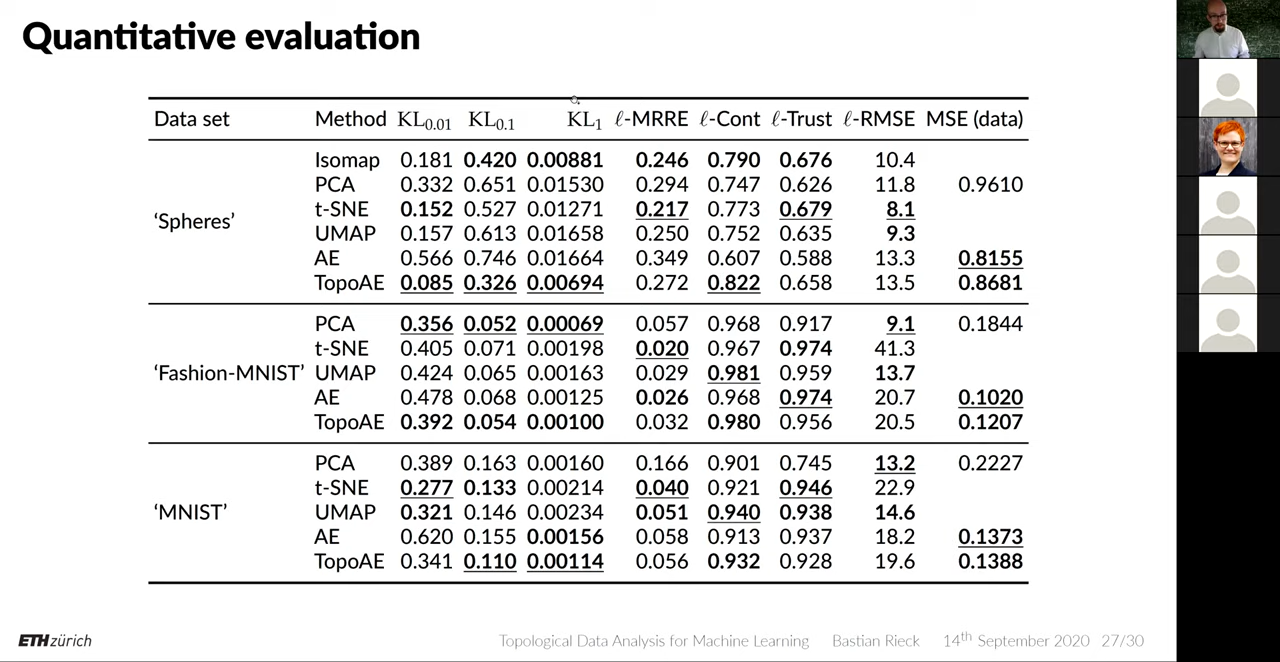 Quantitative evaluation
Data set Method KL0.01 KL0.1 KL1 ℓ-MRRE ℓ-Cont ℓ-Trust ℓ-RMSE MSE (data)
Isomap 0.181 0.420 0.00881 0.246 0.790 0.676 10.4
PCA 0.332 0.651 0.01530 0.294 0.747 0.626 11.8 0.9610
t-SNE 0.152 0.527 0.01271 0.217 0.773 0.679 8.1
‘Spheres’
UMAP 0.157 0.613 0.01658 0.250 0.752 0.635 9.3
AE 0.566 0.746 0.01664 0.349 0.607 0.588 13.3 0.8155
TopoAE 0.085 0.326 0.00694 0.272 0.822 0.658 13.5 0.8681
PCA 0.356 0.052 0.00069 0.057 0.968 0.917 9.1 0.1844
t-SNE 0.405 0.071 0.00198 0.020 0.967 0.974 41.3
‘Fashion-MNIST’ UMAP 0.424 0.065 0.00163 0.029 0.981 0.959 13.7
AE 0.478 0.068 0.00125 0.026 0.968 0.974 20.7 0.1020
TopoAE 0.392 0.054 0.00100 0.032 0.980 0.956 20.5 0.1207
PCA 0.389 0.163 0.00160 0.166 0.901 0.745 13.2 0.2227
t-SNE 0.277 0.133 0.00214 0.040 0.921 0.946 22.9
‘MNIST’ UMAP 0.321 0.146 0.00234 0.051 0.940 0.938 14.6
AE 0.620 0.155 0.00156 0.058 0.913 0.937 18.2 0.1373
TopoAE 0.341 0.110 0.00114 0.056 0.932 0.928 19.6 0.1388
ETH zürich Topological Data Analysis for Machine Learning Bastian Rieck 14th September 2020 27/30